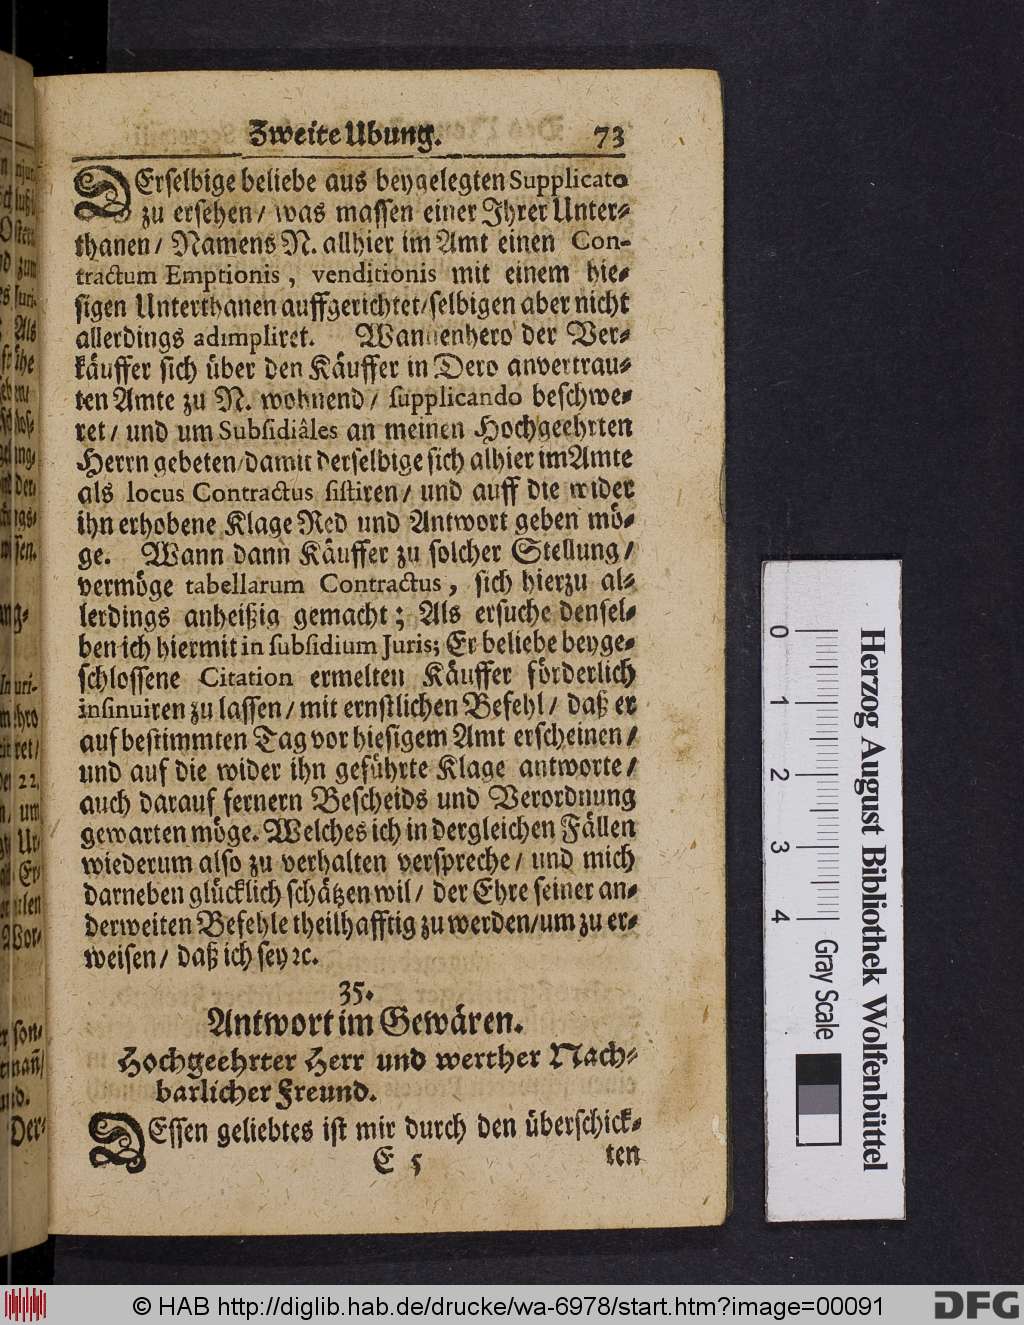 Zweite Ubung. 73
DErselbige beliebe aus beygelegten Supplicato
zu ersehen/ was massen einer Ihrer Unter-
thanen/ Namens N. allhier im Amt einen Con-
tractum Emptionis, venditionis mit einem hie-
sigen Unterthanen auffgerichtet/ selbigen aber nicht
allerdings adimpliret. Wannenhero der Ver-
käuffer sich über den Käuffer in Dero anvertrau-
ten Amte zu N. wohnend/ supplicando beschwe-
ret/ und um Subsidiâles an meinen Hochgeehrten
Herrn gebeten/ damit derselbige sich alhier im Amte
als locus Contractus sistiren/ und auff die wider
ihn erhobene Klage Red und Antwort geben mö-
ge. Wann dann Käuffer zu solcher Stellung/
vermöge tabellarum Contractus, sich hierzu al-
lerdings anheißig gemacht; Als ersuche densel-
ben ich hiermit in subsidium Juris; Er beliebe beyge-
schlossene Citation ermelten Käuffer förderlich
insinuiren zu lassen/ mit ernstlichen Befehl/ daß er
auf bestimmten Tag vor hiesigem Amt erscheinen/
und auf die wider ihn geführte Klage antworte/
auch darauf fernern Bescheids und Verordnung
gewarten möge. Welches ich in dergleichen Fällen
wiederum also zu verhalten verspreche/ und mich
darneben glücklich schätzen wil/ der Ehre seiner an-
derweiten Befehle theilhafftig zu werden/ um zu er-
weisen/ daß ich sey ꝛc.
35.
Antwort im Gewären.
Hochgeehrter Herr und werther Nach-
barlicher Freund.
DEssen geliebtes ist mir durch den überschick-
E 5 ten
0 1 2 3 4 Gray Scale
Herzog August Bibliothek Wolfenbüttel
© HAB http://diglib.hab.de/drucke/wa-6978/start.htm?image=00091 DFG